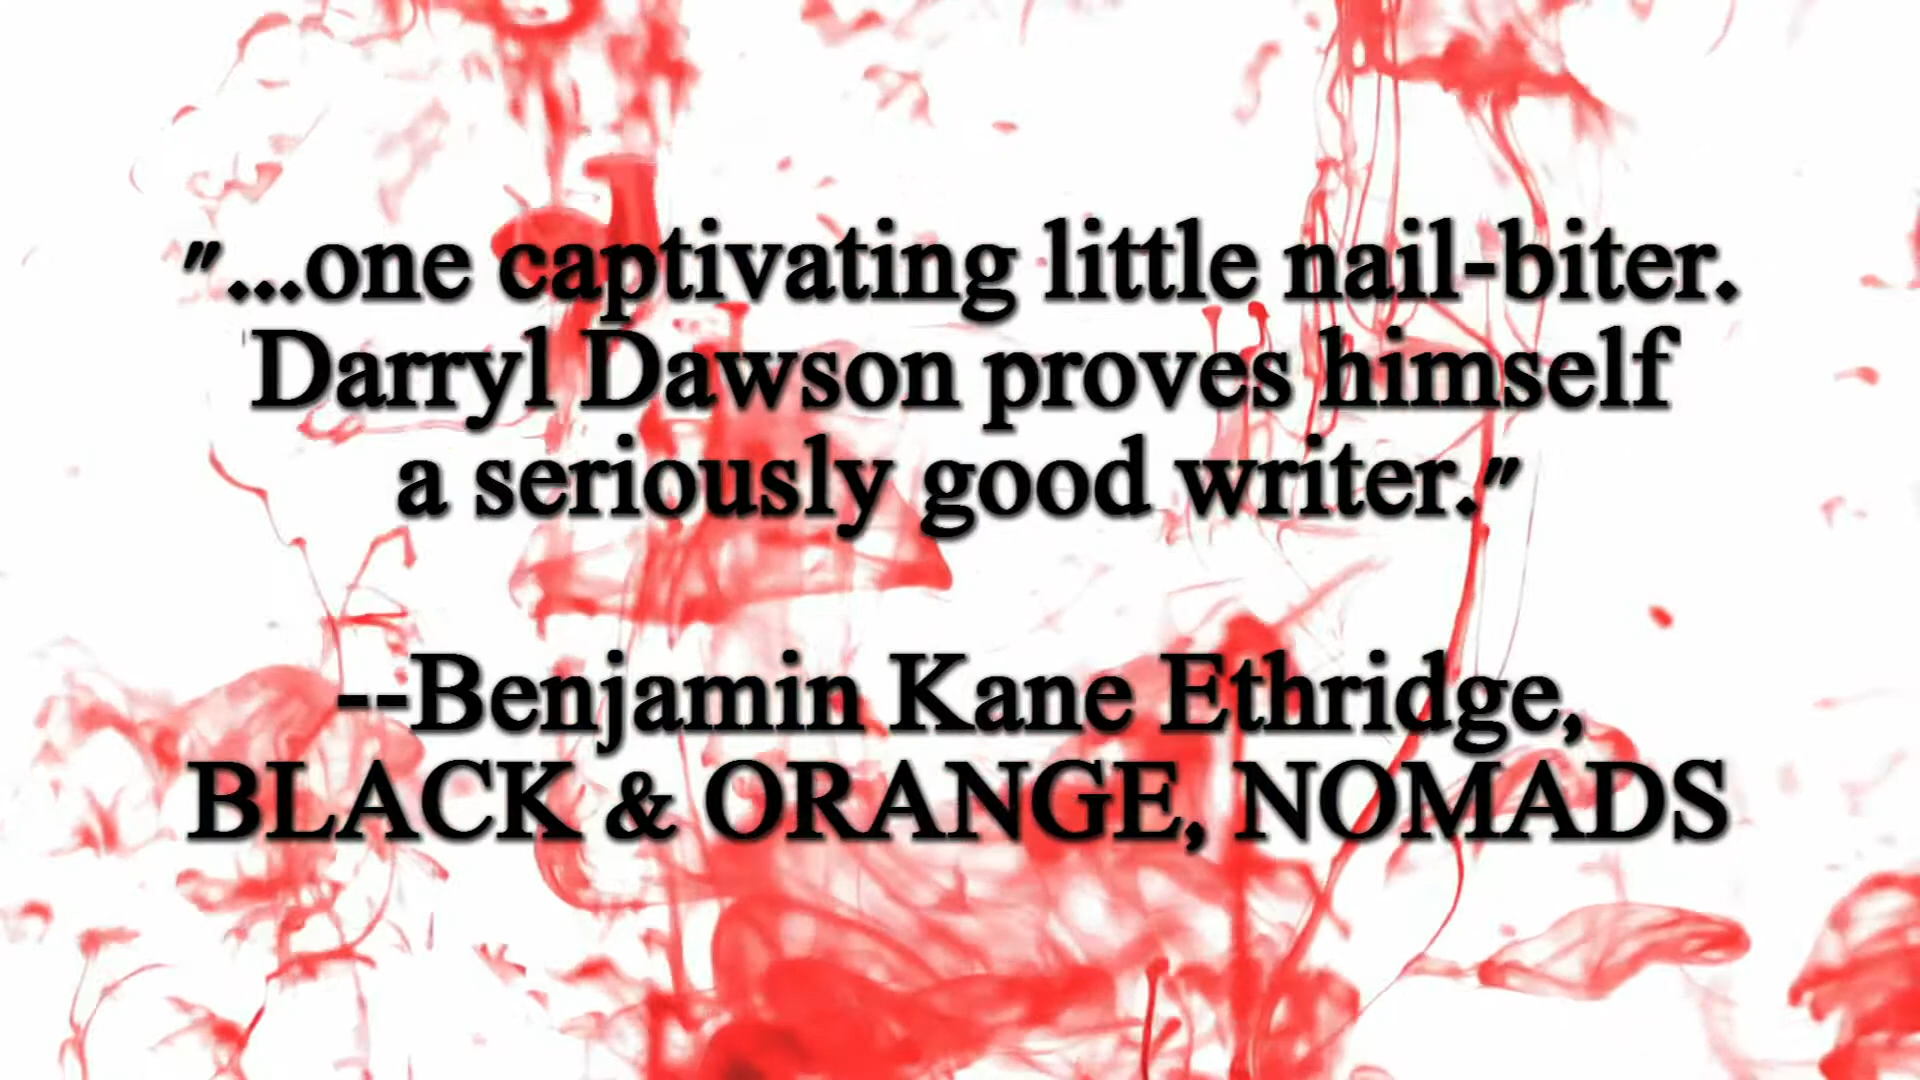 "...one captivating little nail-biter.
Darryl Dawson proves himself
a seriously good writer."
--Benjamin Kane Ethridge,
BLACK & ORANGE, NOMADS